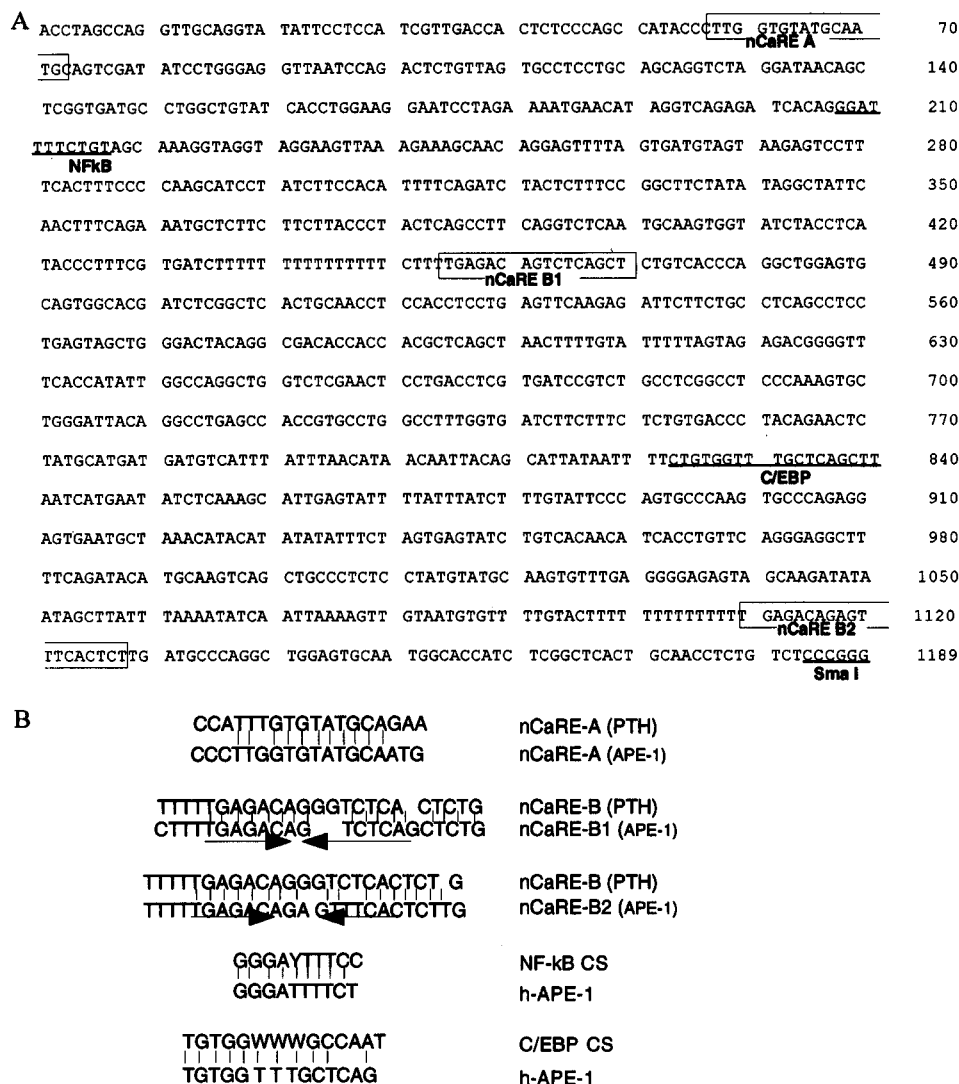 A
ACCTAGCCAG GTTGCAGGTA TATTCCTCCA TCGTTGACCA CTCTCCCAGC CATACCCTTG GTGTATGCAA 70
nCaRE A
TGCAGTCGAT ATCCTGGGAG GTTAATCCAG ACTCTGTTAG TGCCTCCTGC AGCAGGTCTA GGATAACAGC 140
TCGGTGATGC CTGGCTGTAT CACCTGGAAG GAATCCTAGA AAATGAACAT AGGTCAGAGA TCACAGGGAT 210
TTTCTGTAGC AAAGGTAGGT AGGAAGTTAA AGAAAGCAAC AGGAGTTTTA GTGATGTAGT AAGAGTCCTT 280
NFkB
TCACTTTCCC CAAGCATCCT ATCTTCCACA TTTTCAGATC TACTCTTTCC GGCTTCTATA TAGGCTATTC 350
AACTTTCAGA AATGCTCTTC TTCTTACCCT ACTCAGCCTT CAGGTCTCAA TGCAAGTGGT ATCTACCTCA 420
TACCCTTTCG TGATCTTTTT TTTTTTTTTT CTTTTGAGAC AGTCTCAGCT CTGTCACCCA GGCTGGAGTG 490
nCaRE B1
CAGTGGCACG ATCTCGGCTC ACTGCAACCT CCACCTCCTG AGTTCAAGAG ATTCTTCTGC CTCAGCCTCC 560
TGAGTAGCTG GGACTACAGG CGACACCACC ACGCTCAGCT AACTTTTGTA TTTTTAGTAG AGACGGGGTT 630
TCACCATATT GGCCAGGCTG GTCTCGAACT CCTGACCTCG TGATCCGTCT GCCTCGGCCT CCCAAAGTGC 700
TGGGATTACA GGCCTGAGCC ACCGTGCCTG GCCTTTGGTG ATCTTCTTTC TCTGTGACCC TACAGAACTC 770
TATGCATGAT GATGTCATTT ATTTAACATA ACAATTACAG CATTATAATT TTCTGTGGTT TGCTCAGCTT 840
C/EBP
AATCATGAAT ATCTCAAAGC ATTGAGTATT TTATTTATCT TTGTATTCCC AGTGCCCAAG TGCCCAGAGG 910
AGTGAATGCT AAACATACAT ATATATTTCT AGTGAGTATC TGTCACAACA TCACCTGTTC AGGGAGGCTT 980
TTCAGATACA TGCAAGTCAG CTGCCCTCTC CTATGTATGC AAGTGTTTGA GGGGAGAGTA GCAAGATATA 1050
ATAGCTTATT TAAAATATCA ATTAAAAGTT GTAATGTGTT TTGTACTTTT TTTTTTTTTT GAGACAGAGT 1120
nCaRE B2
TTCACTCTTG ATGCCCAGGC TGGAGTGCAA TGGCACCATC TCGGCTCACT GCAACCTCTG TCTCCCGGG 1189
Sma I
B
CCATTTGTGTATGCAGAA nCaRE-A (PTH)
CCCTTGGTGTATGCAATG nCaRE-A (APE-1)
TTTTTGAGACAGGGTCTCA CTCTG nCaRE-B (PTH)
CTTTTGAGACAG TCTCAGCTCTG nCaRE-B1 (APE-1)
TTTTTGAGACAGGGTCTCACTCT G nCaRE-B (PTH)
TTTTTGAGACAGA GTTTCACTCTTG nCaRE-B2 (APE-1)
GGGAYTTTCC NF-kB CS
GGGATTTTCT h-APE-1
TGTGGWWWGCCAAT C/EBP CS
TGTGG T T TGCTCAG h-APE-1